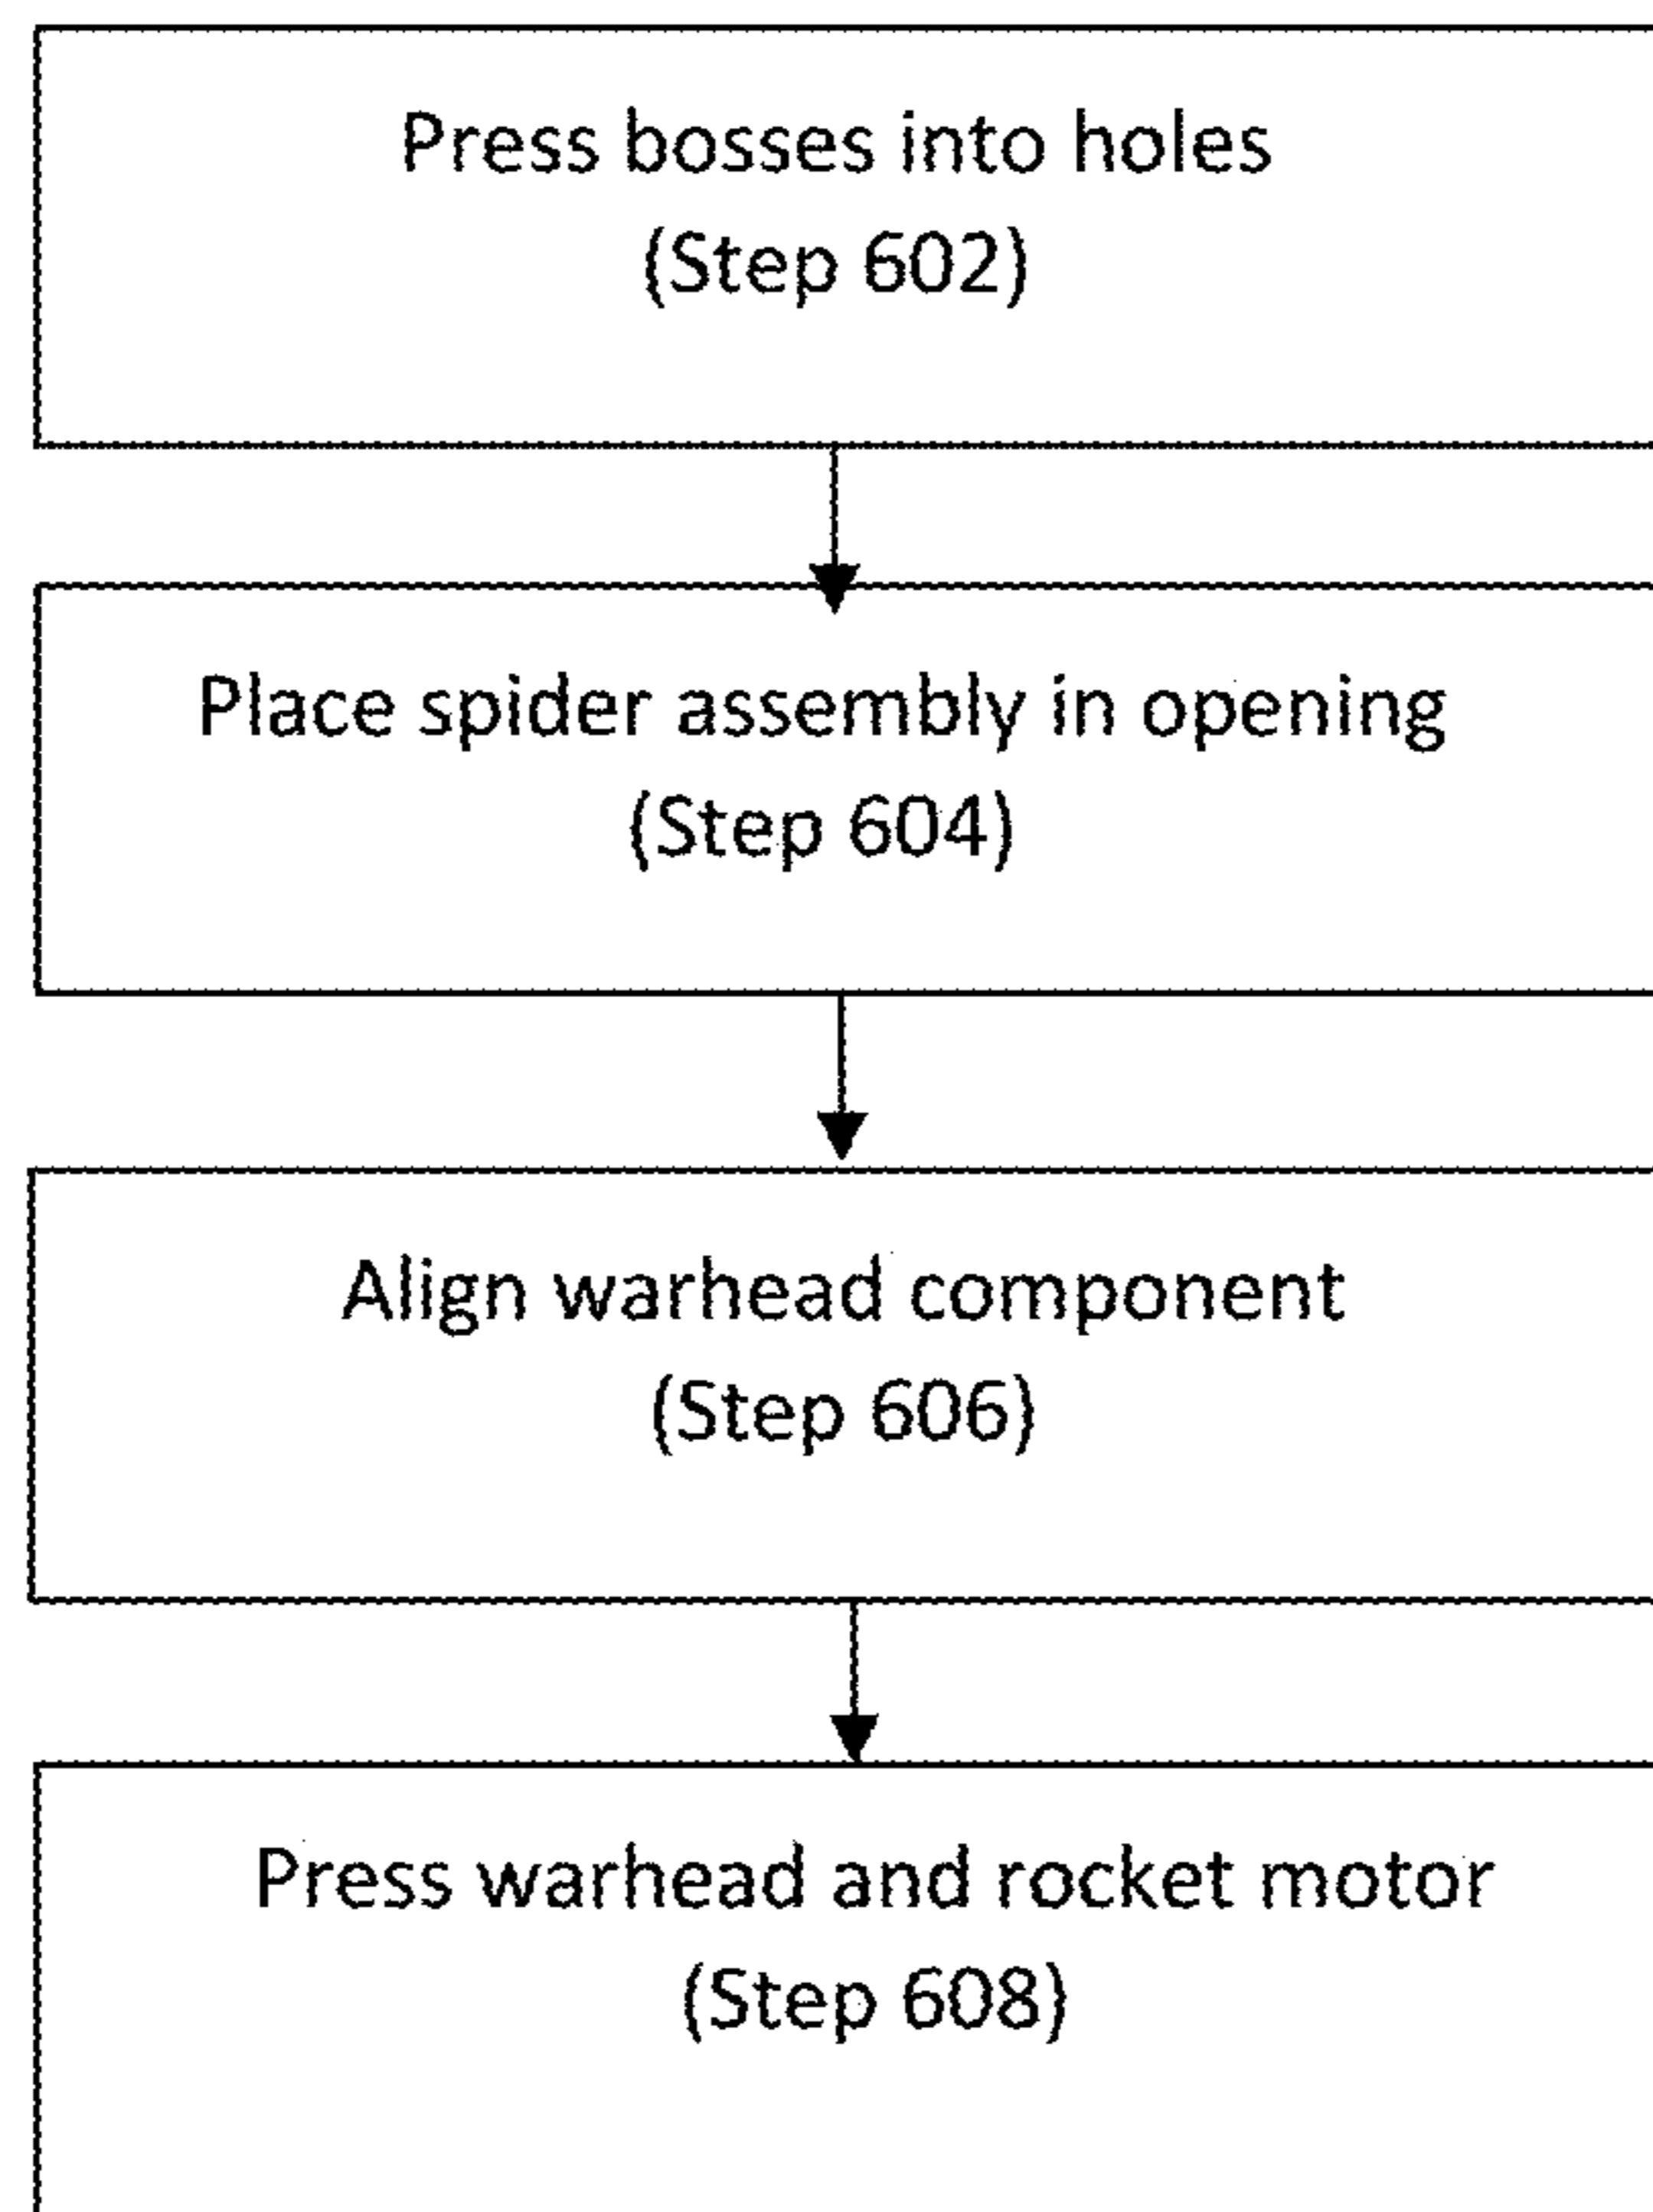 Press bosses into holes
(Step 602)
Place spider assembly in opening
(Step 604)
Align warhead component
(Step 606)
Press warhead and rocket motor
(Step 608)